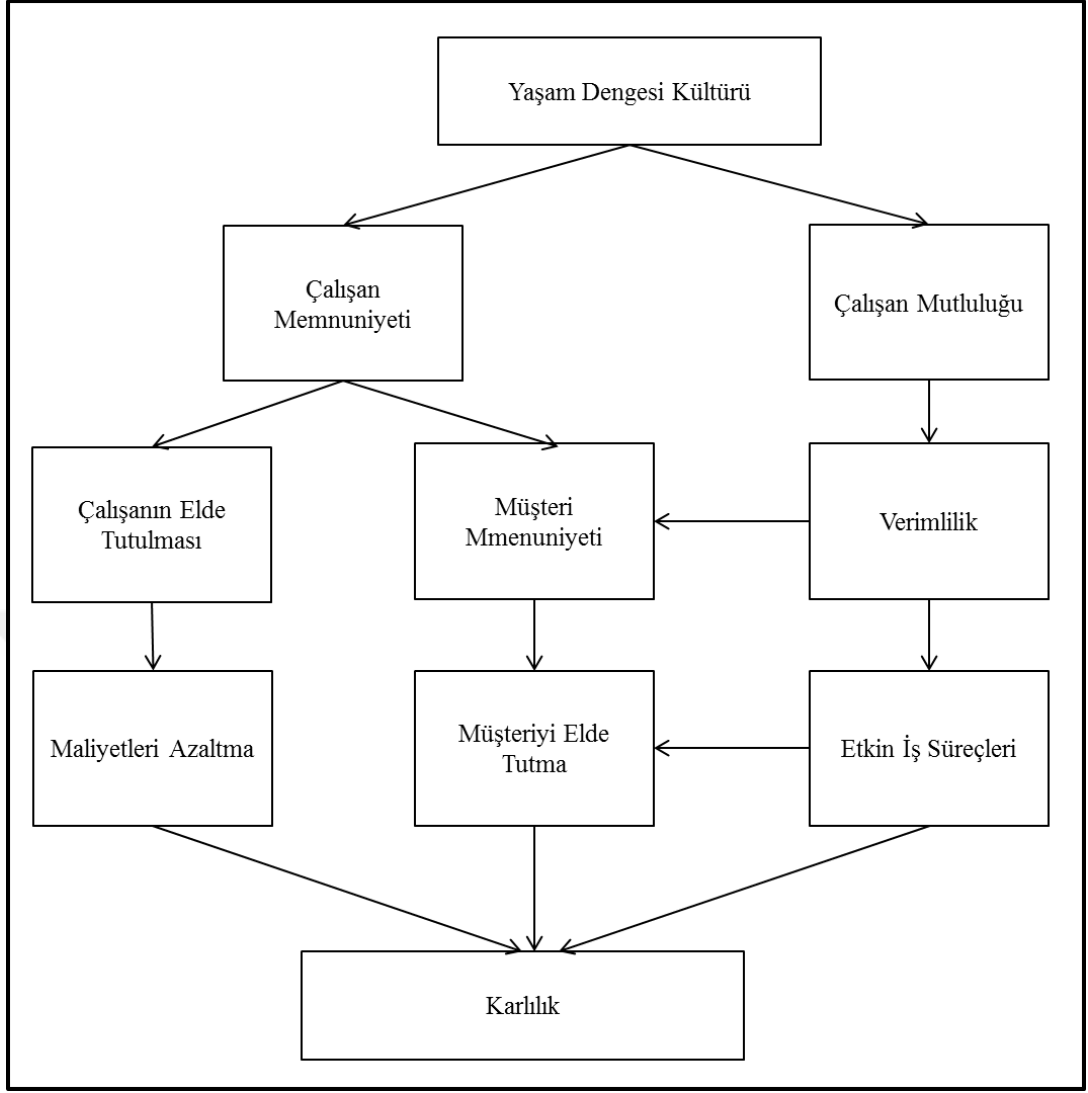 Yaşam Dengesi Kültürü
Çalışan
Memnuniyeti
Çalışan Mutluluğu
Çalışanın Elde
Tutulması
Müşteri
Mmenuniyeti
Verimlilik
Maliyetleri Azaltma
Müşteriyi Elde
Tutma
Etkin İş Süreçleri
Karlılık